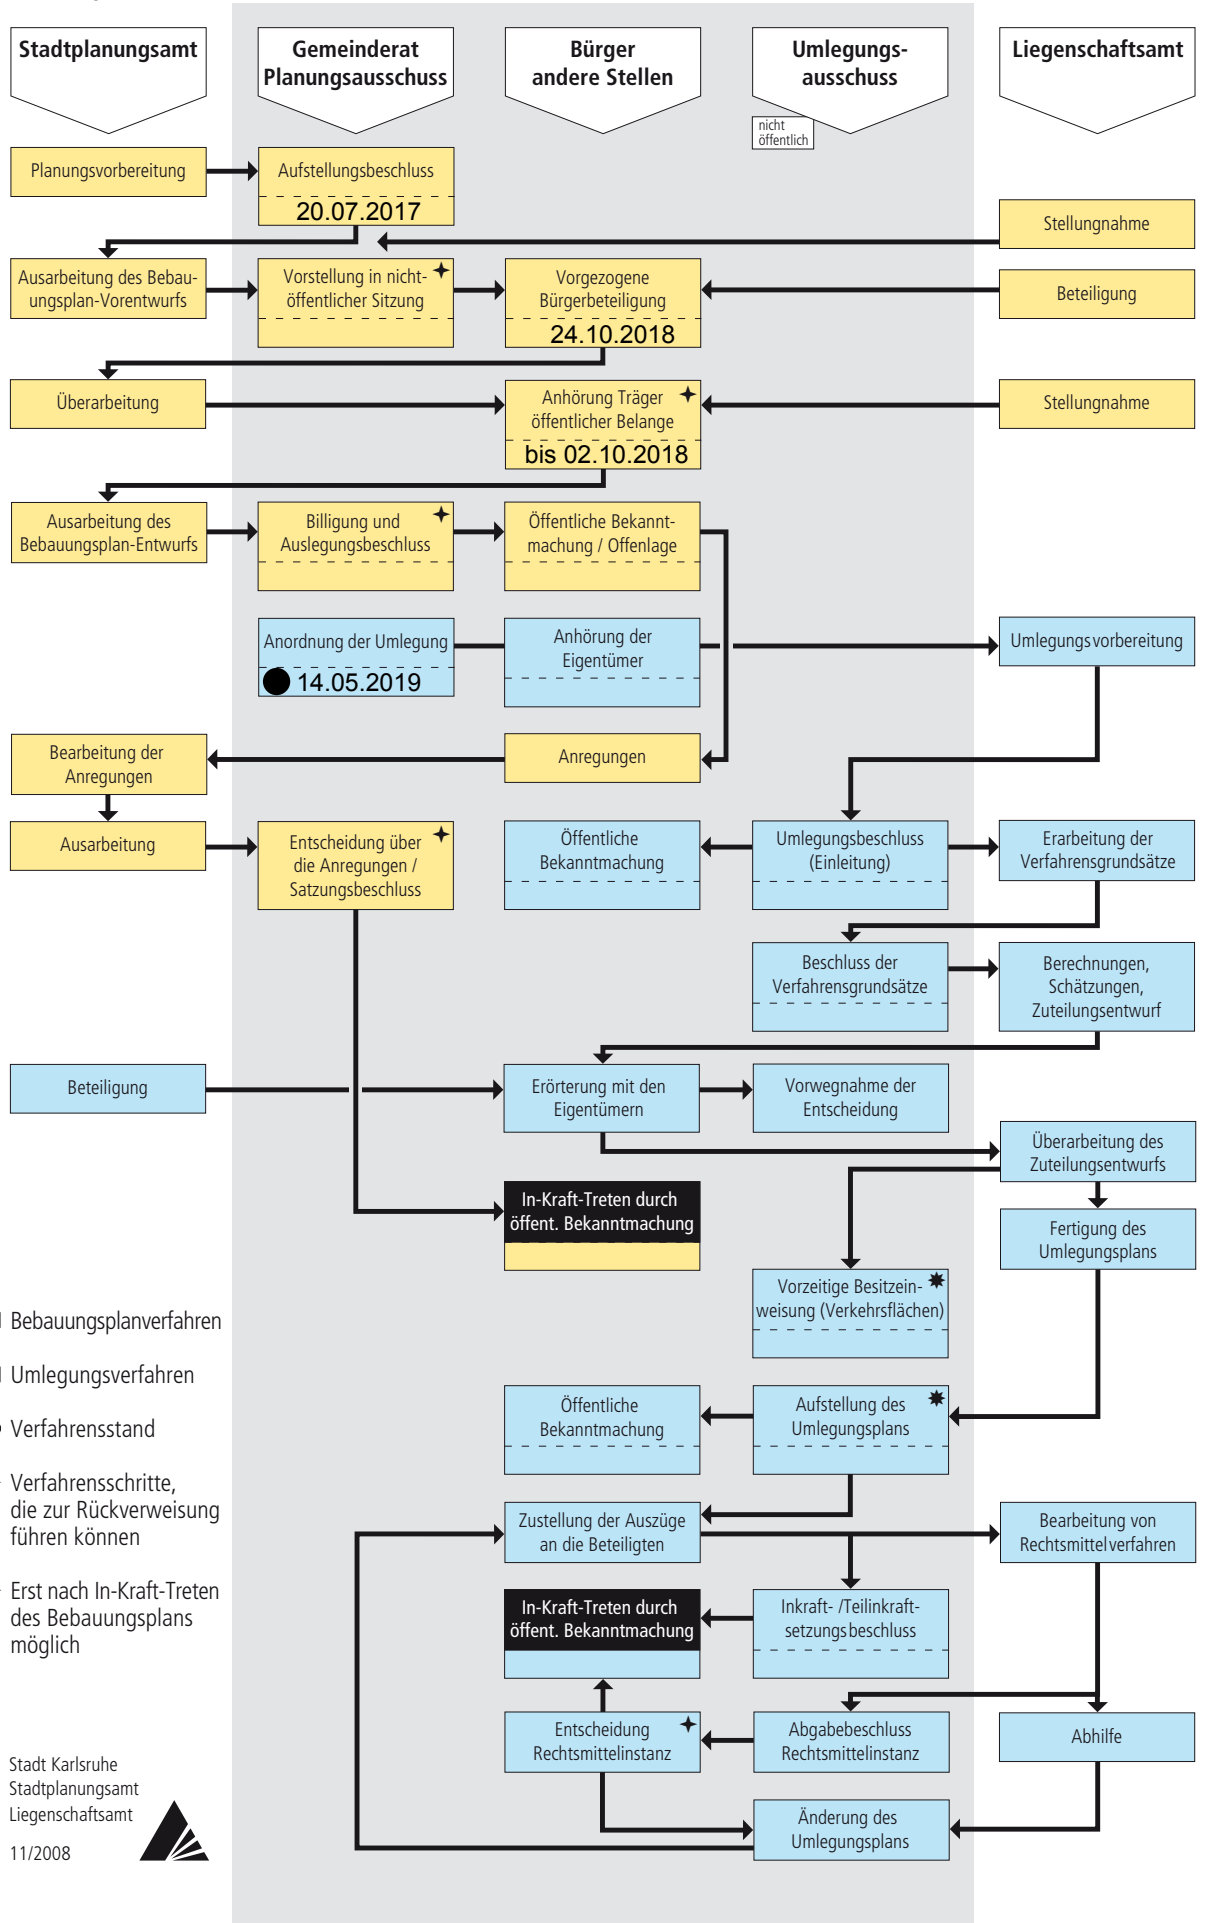 Stadtplanungsamt
Gemeinderat
Planungsausschuss
Bürger
andere Stellen
Umlegungs-
ausschuss
Liegenschaftsamt
nicht
öffentlich
Planungsvorbereitung
Aufstellungsbeschluss
20.07.2017
Stellungnahme
Ausarbeitung des Bebau-
ungsplan-Vorentwurfs
Vorstellung in nicht-
öffentlicher Sitzung
Vorgezogene
Bürgerbeteiligung
24.10.2018
Beteiligung
Überarbeitung
Anhörung Träger
öffentlicher Belange
bis 02.10.2018
Stellungnahme
Ausarbeitung des
Bebauungsplan-Entwurfs
Billigung und
Auslegungsbeschluss
Öffentliche Bekannt-
machung / Offenlage
Anordnung der Umlegung
14.05.2019
Anhörung der
Eigentümer
Umlegungsvorbereitung
Bearbeitung der
Anregungen
Anregungen
Ausarbeitung
Entscheidung über
die Anregungen /
Satzungsbeschluss
Öffentliche
Bekanntmachung
Umlegungsbeschluss
(Einleitung)
Erarbeitung der
Verfahrensgrundsätze
Beschluss der
Verfahrensgrundsätze
Berechnungen,
Schätzungen,
Zuteilungsentwurf
Beteiligung
Erörterung mit den
Eigentümern
Vorwegnahme der
Entscheidung
Überarbeitung des
Zuteilungsentwurfs
In-Kraft-Treten durch
öffent. Bekanntmachung
Fertigung des
Umlegungsplans
Vorzeitige Besitzein-
weisung (Verkehrsflächen)
Bebauungsplanverfahren
Umlegungsverfahren
Verfahrensstand
Verfahrensschritte,
die zur Rückverweisung
führen können
Erst nach In-Kraft-Treten
des Bebauungsplans
möglich
Öffentliche
Bekanntmachung
Aufstellung des
Umlegungsplans
Zustellung der Auszüge
an die Beteiligten
Bearbeitung von
Rechtsmittelverfahren
In-Kraft-Treten durch
öffent. Bekanntmachung
Inkraft- /Teilinkraft-
setzungsbeschluss
Entscheidung
Rechtsmittelinstanz
Abgabebeschluss
Rechtsmittelinstanz
Abhilfe
Änderung des
Umlegungsplans
Stadt Karlsruhe
Stadtplanungsamt
Liegenschaftsamt
11/2008